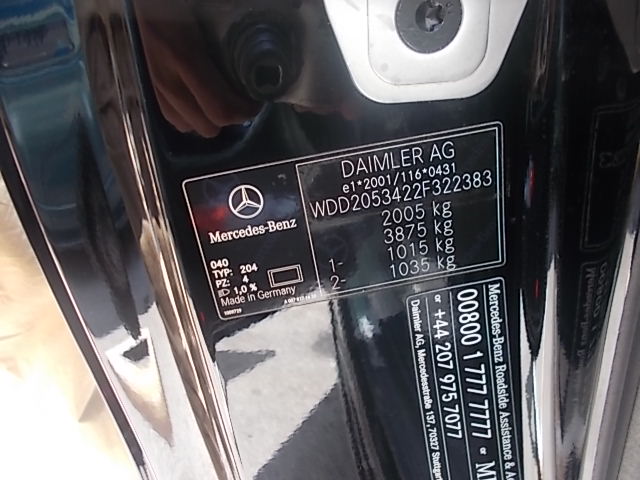 DAIMLER AG
e1*2001/116*0431
WDD2053422F322383
2005 kg
3875 kg
1- 1015 kg
2- 1035 kg
Mercedes-Benz
040
TYP: 204
PZ: 4
1,0 %
Made in Germany
Mercedes-Benz Roadside Assistance &
00800 1 777 7777 or
or +44 207 975 7077
Daimler AG, Mercedesstraße 137, 70327 Stuttgart